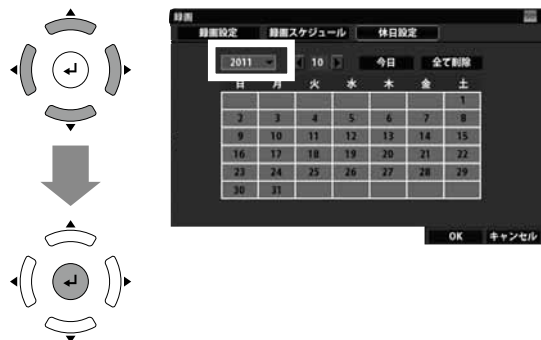 録画
録画設定 録画スケジュール 休日設定
2011 10 今日 全て削除
日 月 火 水 木 金 土
1
2 3 4 5 6 7 8
9 10 11 12 13 14 15
16 17 18 19 20 21 22
23 24 25 26 27 28 29
30 31
OK キャンセル